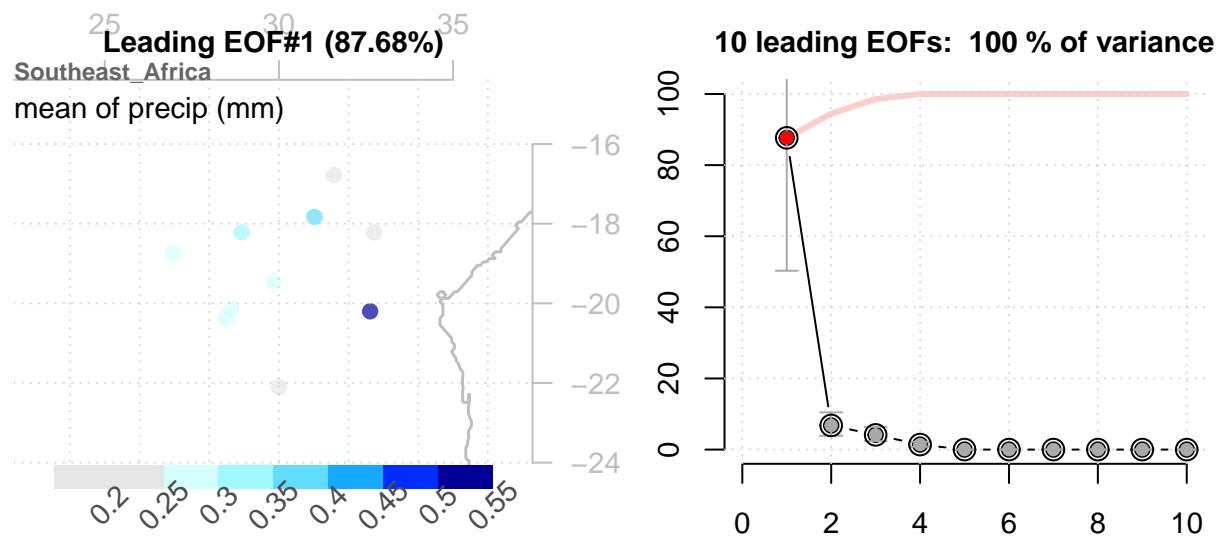 25 30 35
Leading EOF#1 (87.68%)
Southeast_Africa
mean of precip (mm)
−16
−18
−20
−22
−24
0.2 0.25 0.3 0.35 0.4 0.45 0.5 0.55
10 leading EOFs: 100 % of variance
100
80
60
40
20
0
0 2 4 6 8 10